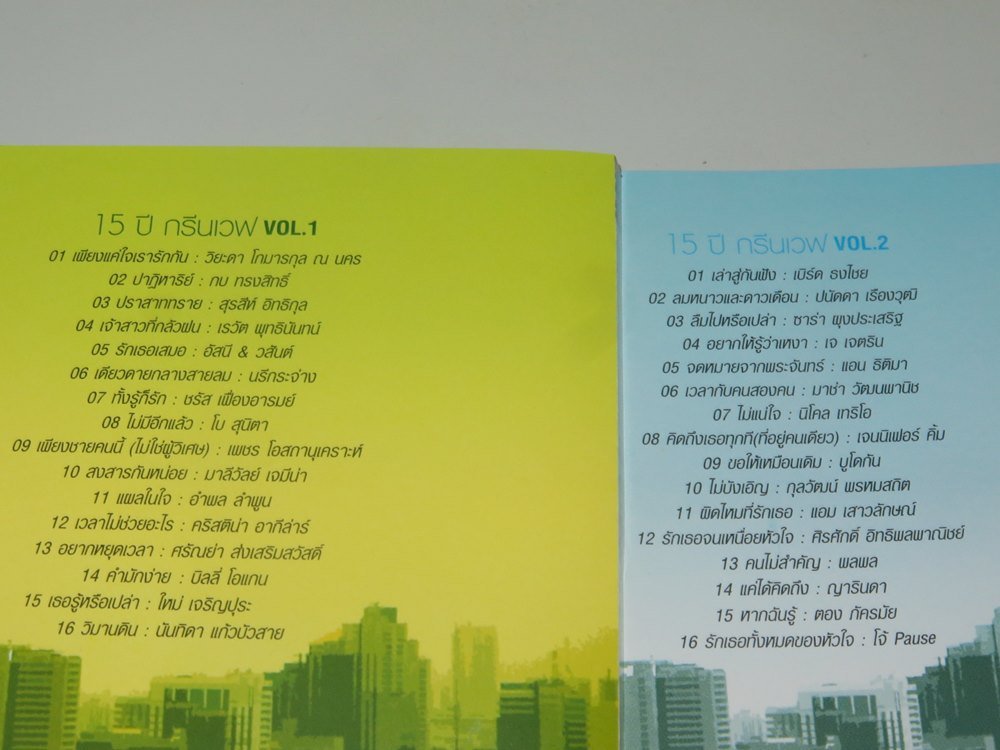 15 ปี กรีนเวฟ VOL.1
01 เพียงแค่ใจเรารักกัน : วิยะดา โกมารกุล ณ นคร
02 ปาฏิหาริย์ : กบ ทรงสิทธิ์
03 ปราสาททราย : สุรสีห์ อิทธิกุล
04 เจ้าสาวที่กลัวฝน : เรวัต พุทธินันทน์
05 รักเธอเสมอ : อัสนี & วสันต์
06 เดียวดายกลางสายลม : นรีกระจ่าง
07 ทั้งรู้ก็รัก : ชรัส เฟื่องอารมย์
08 ไม่มีอีกแล้ว : โบ สุนิตา
09 เพียงชายคนนี้ (ไม่ใช่ผู้วิเศษ) : เพชร โอสถานุเคราะห์
10 สงสารกันหน่อย : มาลีวัลย์ เจมีน่า
11 แผลในใจ : อำพล ลำพูน
12 เวลาไม่ช่วยอะไร : คริสติน่า อากีล่าร์
13 อยากหยุดเวลา : ศรัณย่า ส่งเสริมสวัสดิ์
14 คำมักง่าย : บิลลี่ โอแกน
15 เธอรู้หรือเปล่า : ใหม่ เจริญปุระ
16 วิมานดิน : นันทิดา แก้วบัวสาย
15 ปี กรีนเวฟ VOL.2
01 เล่าสู่กันฟัง : เบิร์ด ธงไชย
02 ลมหนาวและดาวเดือน : ปนัดดา เรืองวุฒิ
03 ลืมไปหรือเปล่า : ซาร่า ผุงประเสริฐ
04 อยากให้รู้ว่าเหงา : เจ เจตริน
05 จดหมายจากพระจันทร์ : แอน ธิติมา
06 เวลากับคนสองคน : มาช่า วัฒนพานิช
07 ไม่แน่ใจ : นิโคล เทริโอ
08 คิดถึงเธอทุกที(ที่อยู่คนเดียว) : เจนนิเฟอร์ คิ้ม
09 ขอให้เหมือนเดิม : บูโดกัน
10 ไม่บังเอิญ : กุลวัฒน์ พรหมสถิต
11 ผิดไหมที่รักเธอ : แอม เสาวลักษณ์
12 รักเธอจนเหนื่อยหัวใจ : ศิรศักดิ์ อิทธิพลพาณิชย์
13 คนไม่สำคัญ : พลพล
14 แค่ได้คิดถึง : ญารินดา
15 หากฉันรู้ : ตอง ภัครมัย
16 รักเธอทั้งหมดของหัวใจ : โจ้ Pause